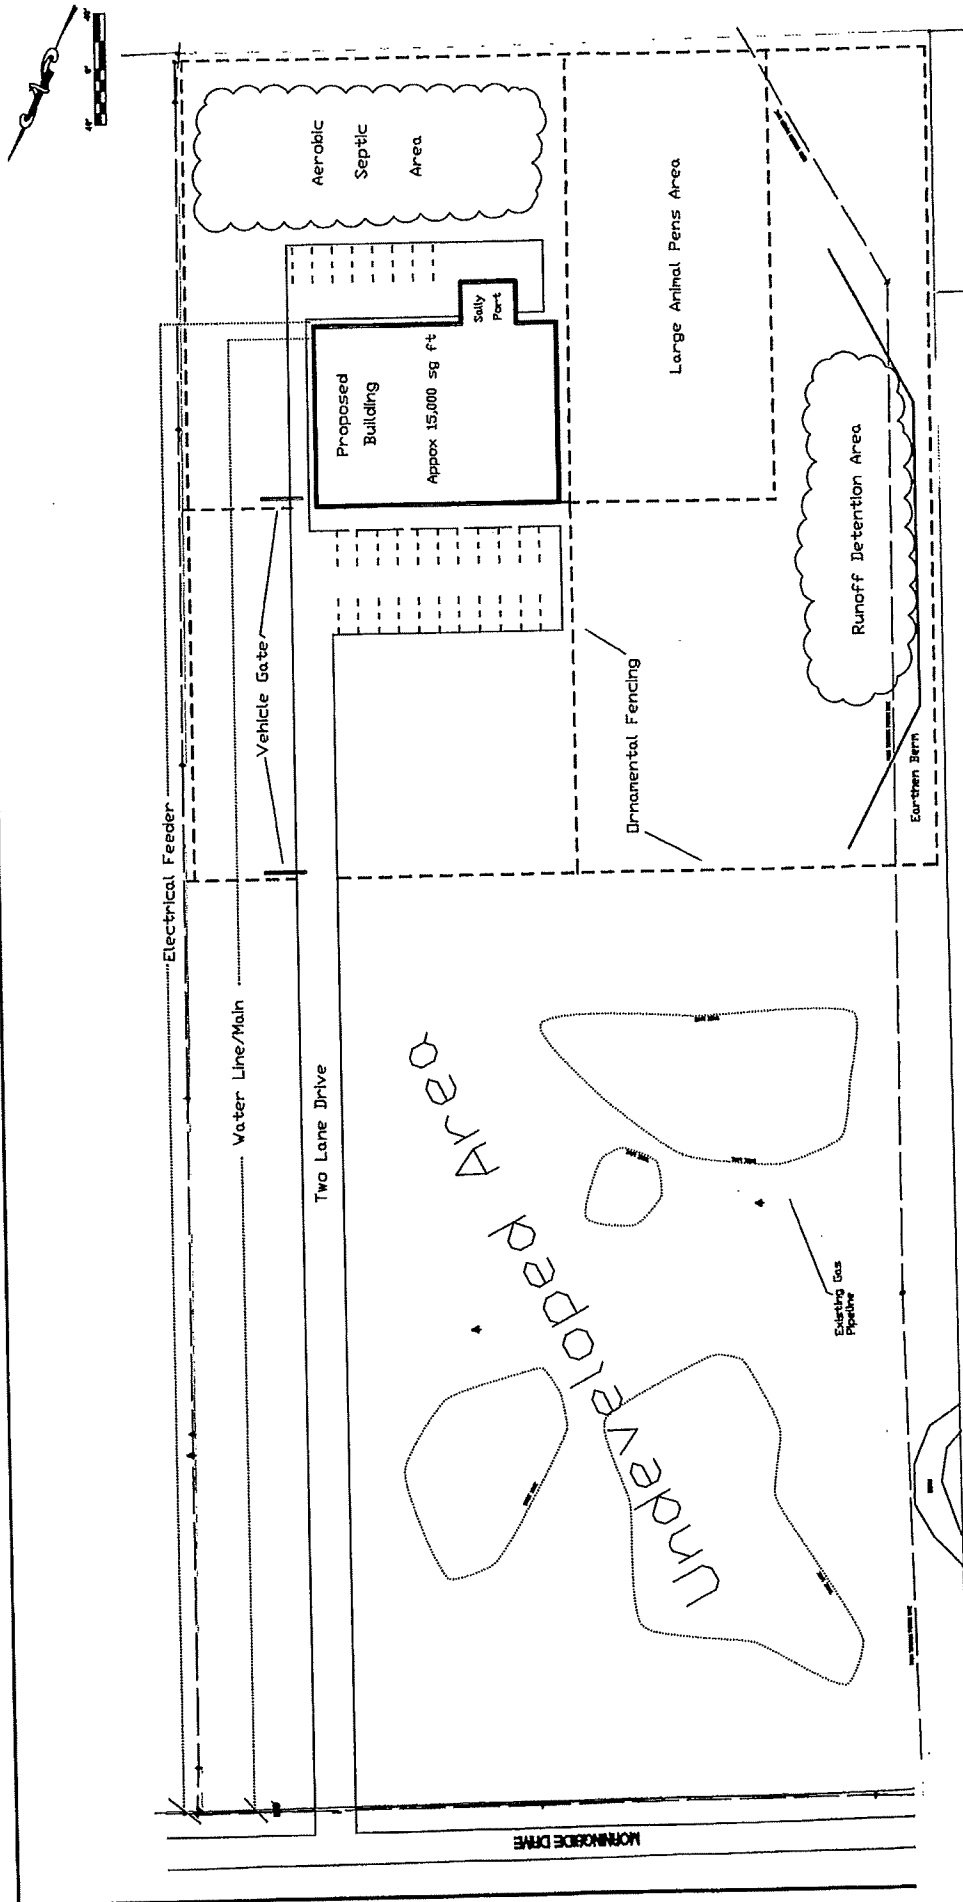 Aerobic
Septic
Area
Large Animal Pens Area
Sally
Port
Proposed
Building
Appox 15,000 sg ft
Runoff Detention Area
Vehicle Gate
Ornamental Fencing
Earthen Berm
Electrical Feeder
Water Line/Main
Two Lane Drive
Undeveloped Area
Existing Gas
Pipeline
MORNINGSIDE DRIVE